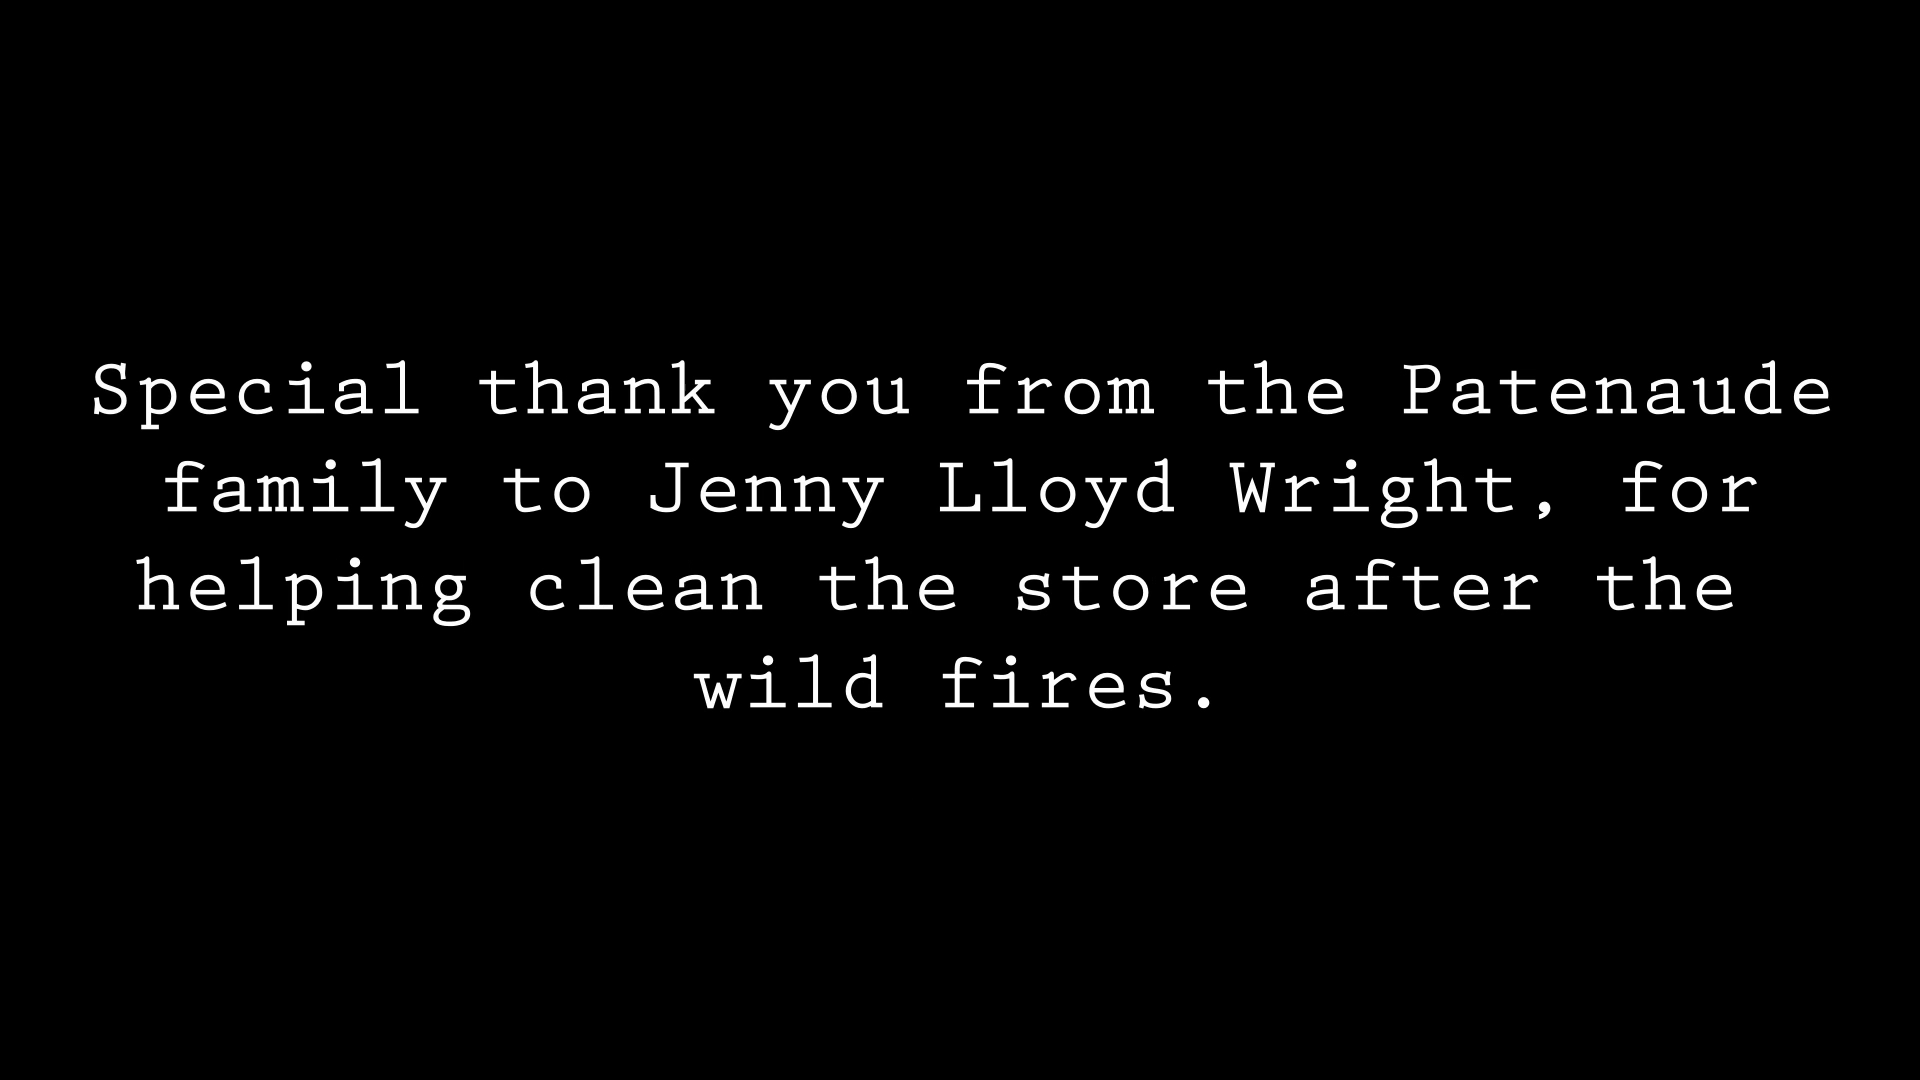 Special thank you from the Patenaude
family to Jenny Lloyd Wright, for
helping clean the store after the
wild fires.